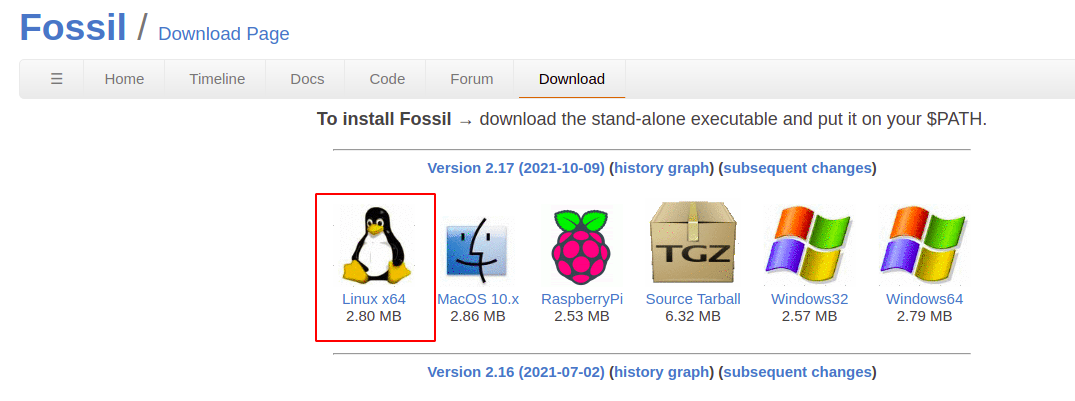 Fossil / Download Page
☰ Home Timeline Docs Code Forum Download
To install Fossil → download the stand-alone executable and put it on your $PATH.
Version 2.17 (2021-10-09) (history graph) (subsequent changes)
TGZ
Linux x64 MacOS 10.x RaspberryPi Source Tarball Windows32 Windows64
2.80 MB 2.86 MB 2.53 MB 6.32 MB 2.57 MB 2.79 MB
Version 2.16 (2021-07-02) (history graph) (subsequent changes)